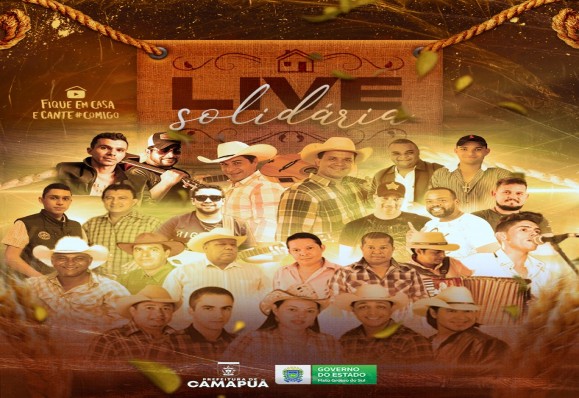 LIVE
solidária
FIQUE EM CASA
E CANTE #COMIGO
PREFEITURA DE
CAMAPUÃ
GOVERNO
DO ESTADO
Mato Grosso do Sul